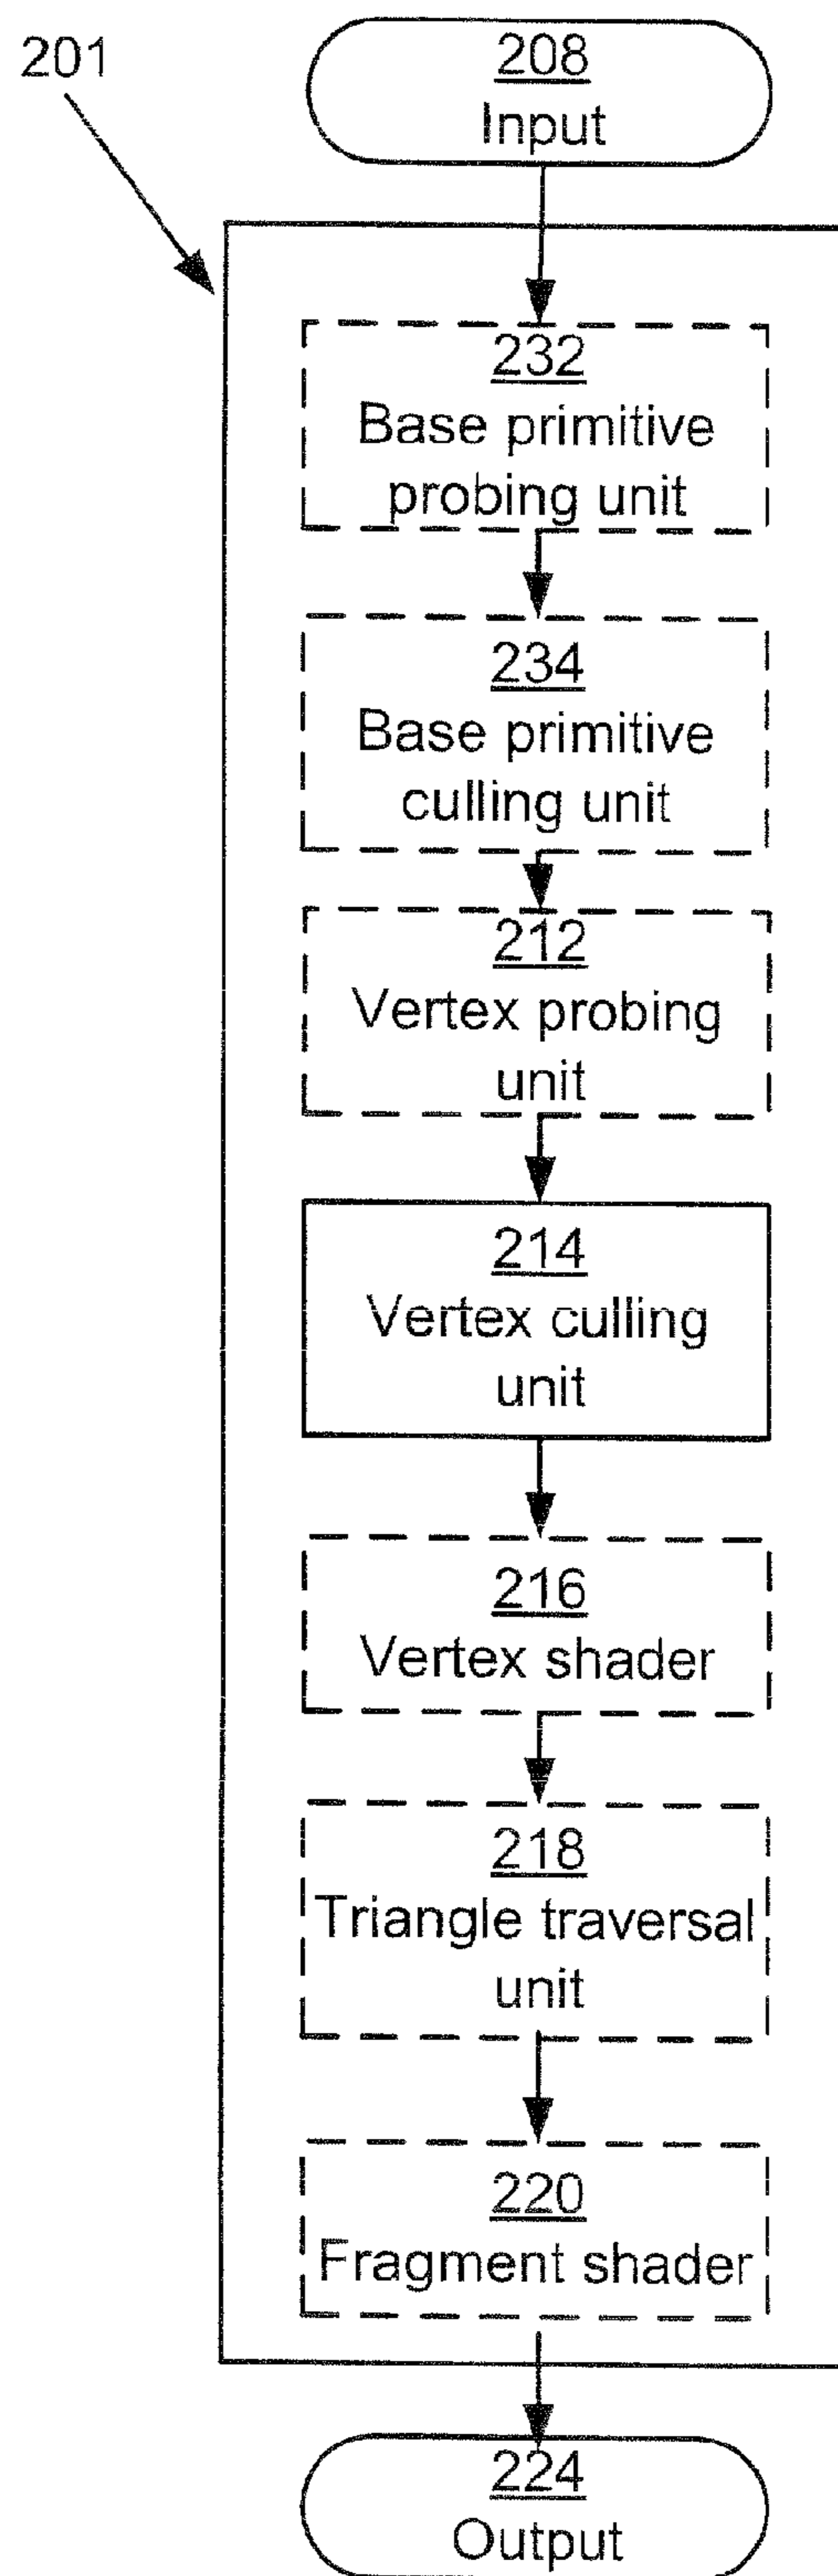 201
208
Input
232
Base primitive
probing unit
234
Base primitive
culling unit
212
Vertex probing
unit
214
Vertex culling
unit
216
Vertex shader
218
Triangle traversal
unit
220
Fragment shader
224
Output